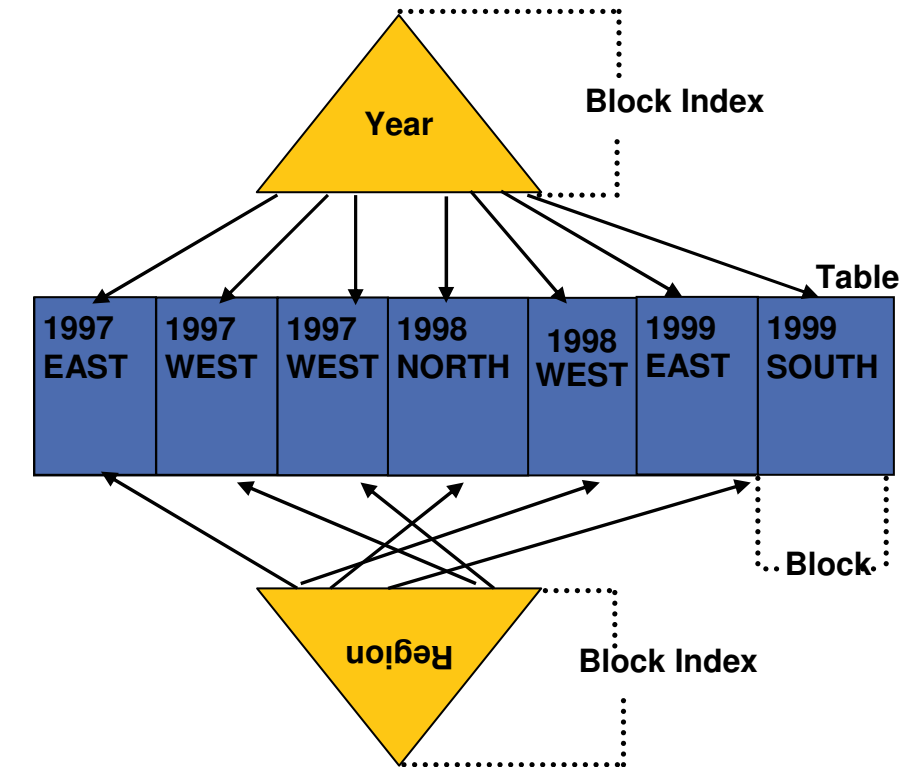 Year
Block Index
Table
1997
EAST
1997
WEST
1997
WEST
1998
NORTH
1998
WEST
1999
EAST
1999
SOUTH
Block
Region
Block Index